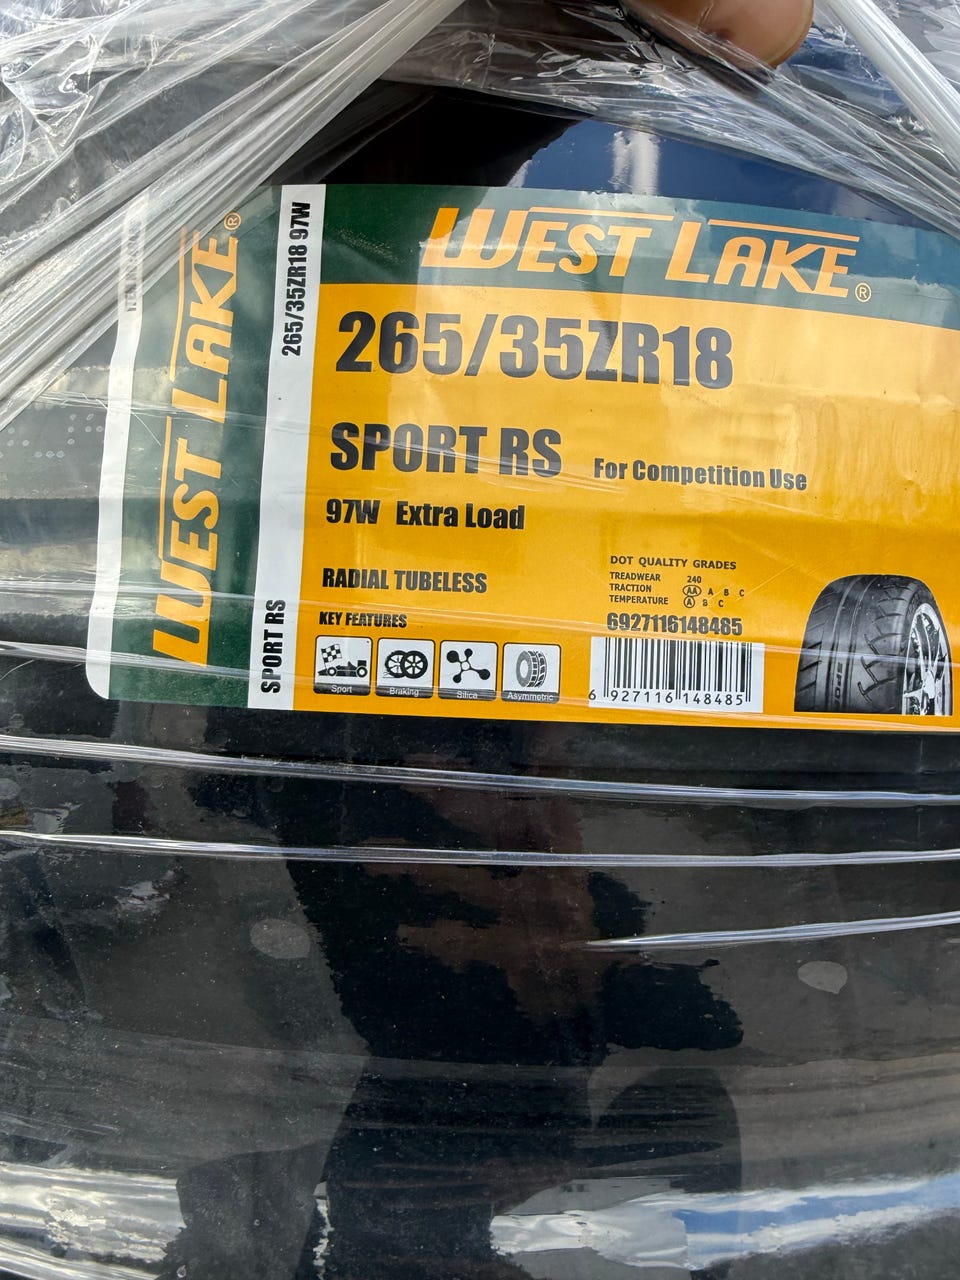 WEST LAKE®
265/35ZR18 97W
SPORT RS
WEST LAKE®
265/35ZR18
SPORT RS For Competition Use
97W Extra Load
RADIAL TUBELESS
KEY FEATURES
Sport
Braking
Silica
Asymmetric
DOT QUALITY GRADES
TREADWEAR 240
TRACTION AA A B C
TEMPERATURE A B C
6927116148485
6 927116 148485